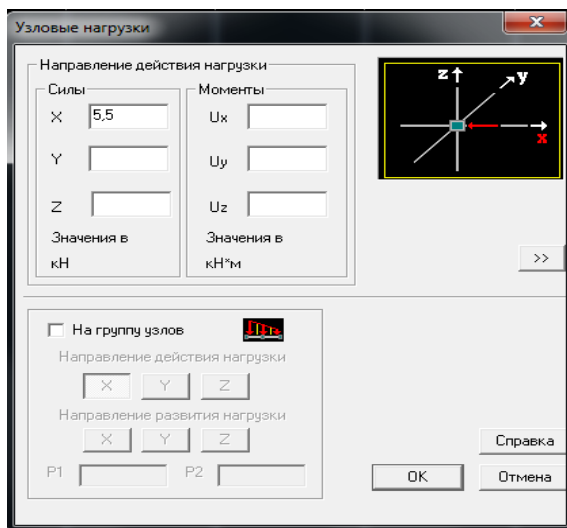 Узловые нагрузки
Направление действия нагрузки
Силы
X 5,5
Y
Z
Значения в
кН
Моменты
Ux
Uy
Uz
Значения в
кН*м
z y
x
>>
На группу узлов
Направление действия нагрузки
X Y Z
Направление развития нагрузки
X Y Z
P1 P2
Справка
OK Отмена